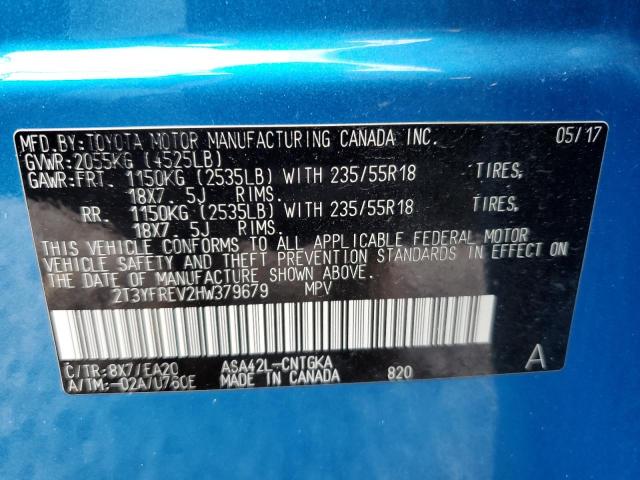 MFD.BY:TOYOTA MOTOR MANUFACTURING CANADA INC. 05/17
GVWR:2055KG (4525LB)
GAWR:FRT. 1150KG (2535LB) WITH 235/55R18 TIRES,
18X7. 5J RIMS.
RR. 1150KG (2535LB) WITH 235/55R18 TIRES,
18X7. 5J RIMS.
THIS VEHICLE CONFORMS TO ALL APPLICABLE FEDERAL MOTOR
VEHICLE SAFETY AND THEFT PREVENTION STANDARDS IN EFFECT ON
THE DATE OF MANUFACTURE SHOWN ABOVE.
2T3YFREV2HW379679 MPV
C/TR:8X7/EA20 ASA42L-CNTGKA A
A/TM:-02A/U760E MADE IN CANADA 820